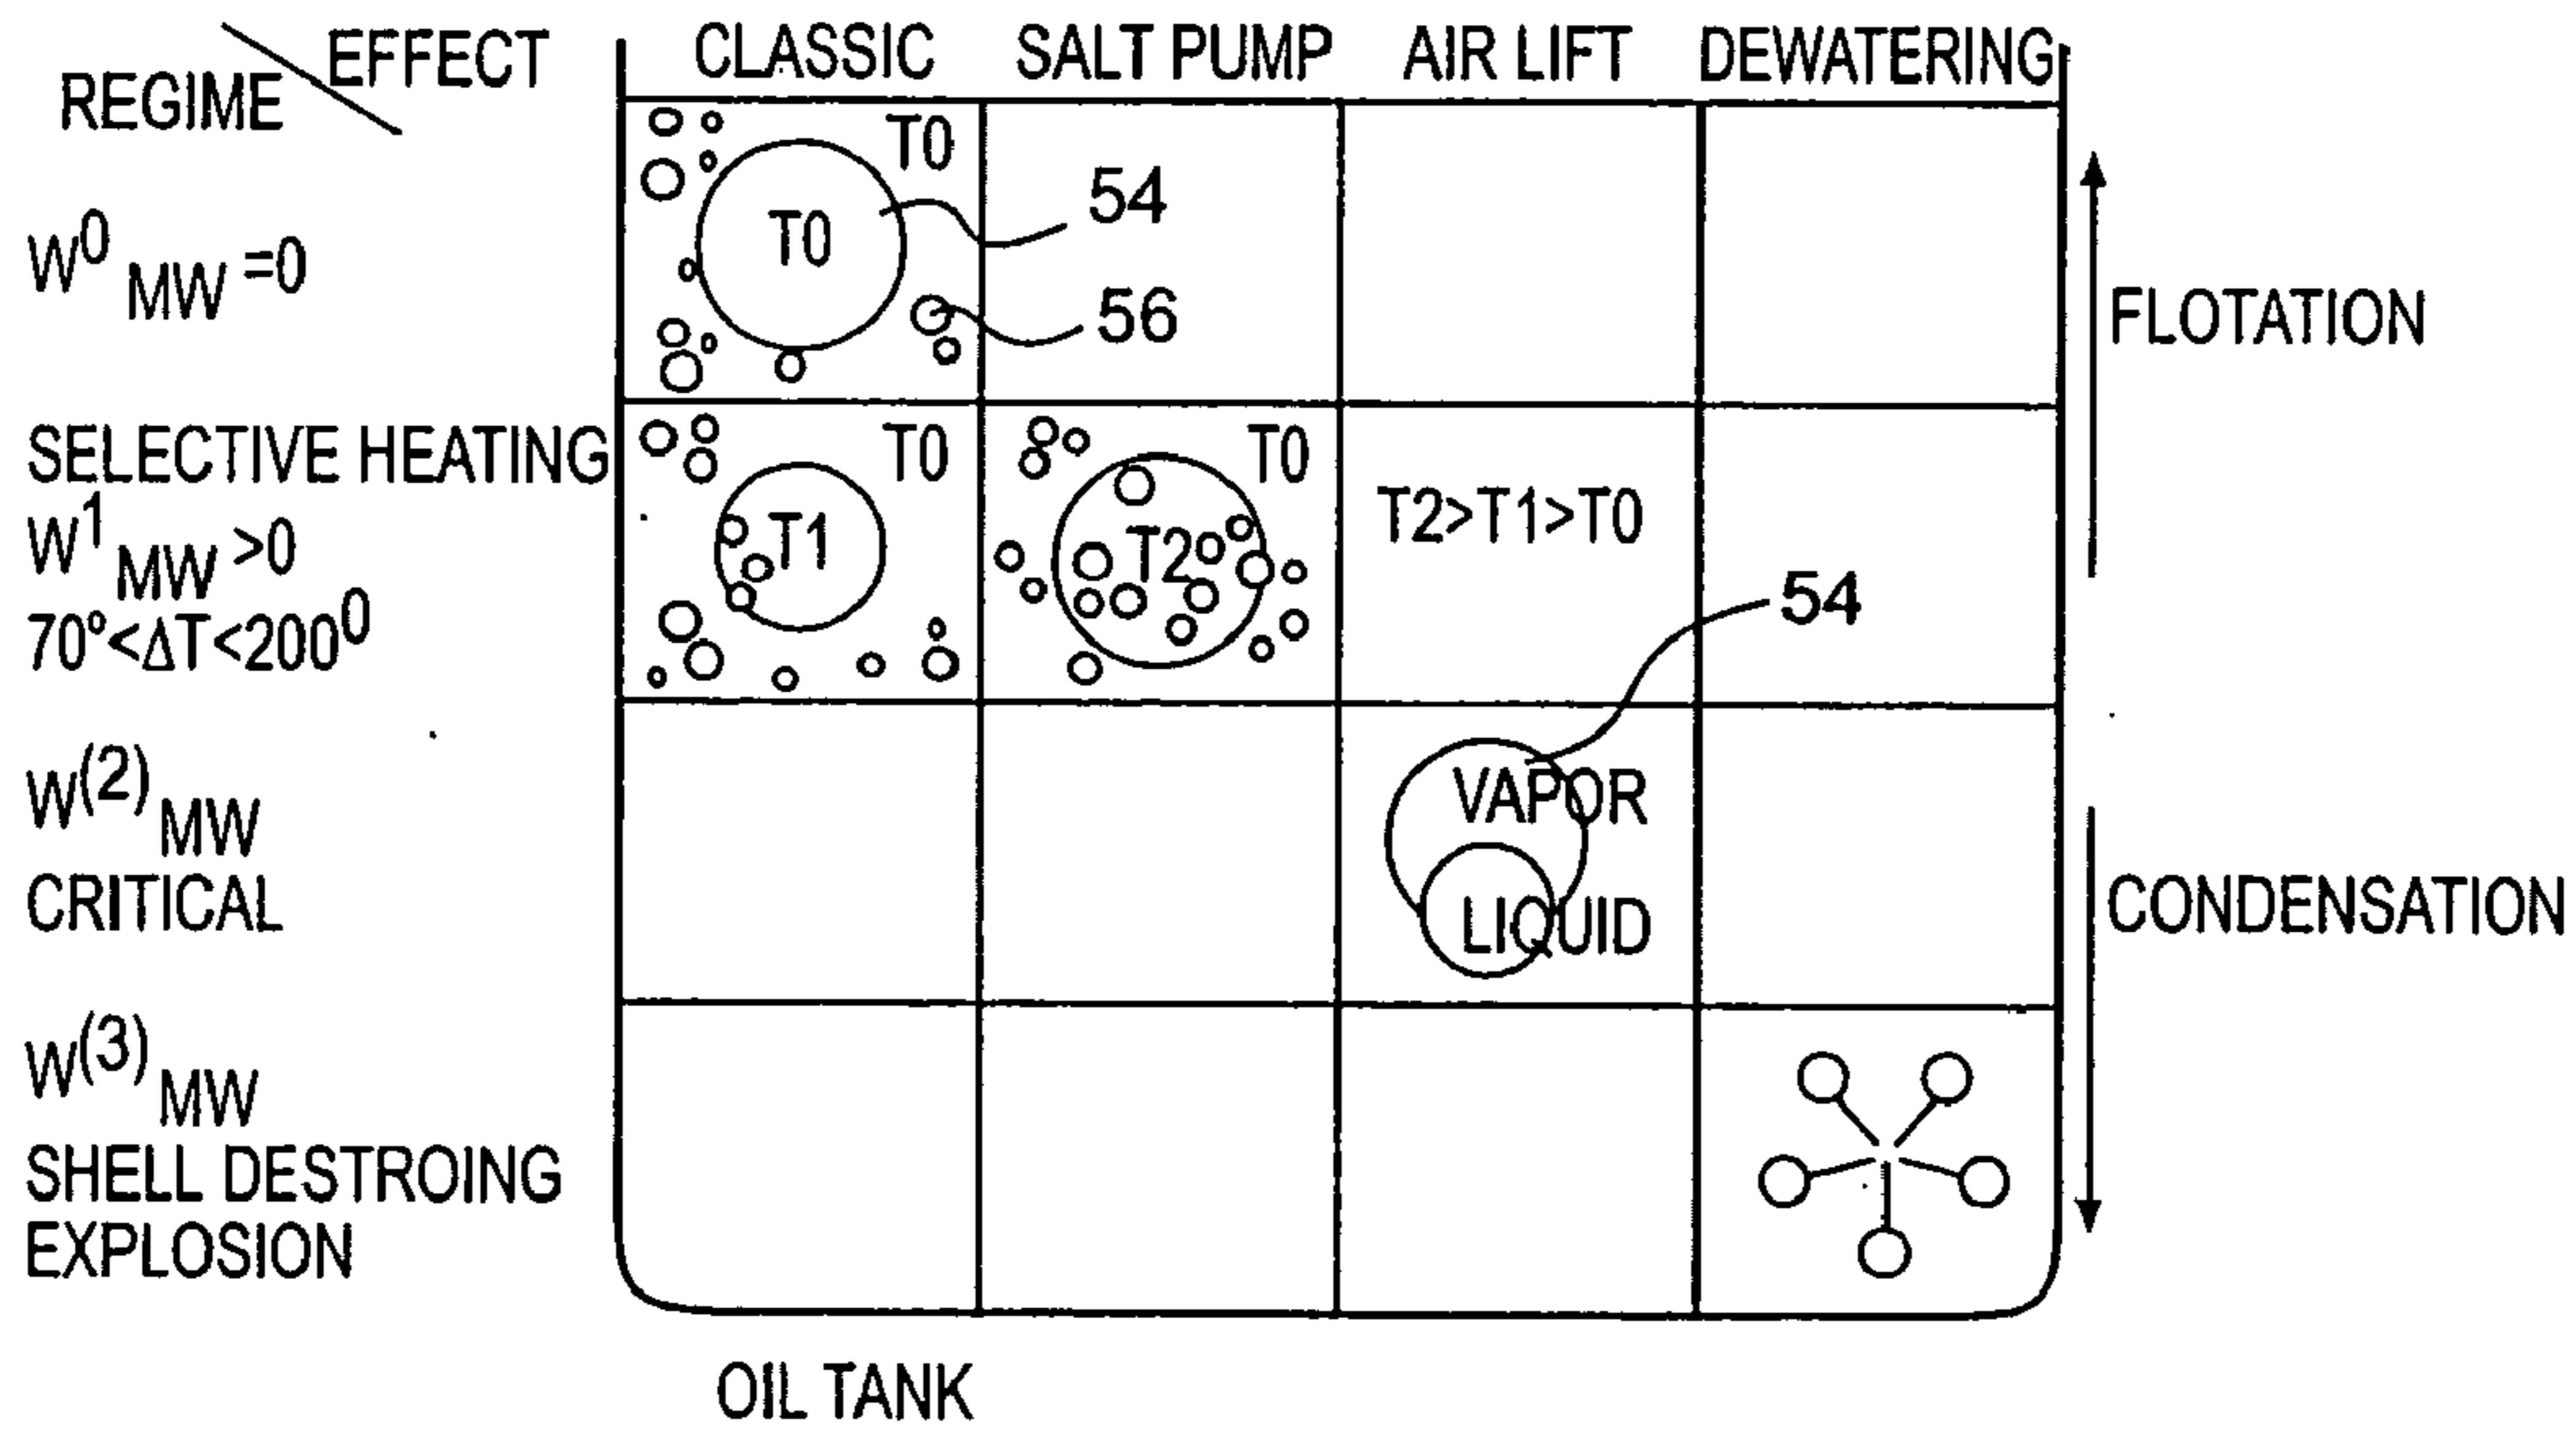 REGIME EFFECT CLASSIC SALT PUMP AIR LIFT DEWATERING
W⁰ MW =0
T0
T0
54
56
FLOTATION
SELECTIVE HEATING
W¹ MW >0
70°<ΔT<200⁰
T0
T1
T0
T2
T2>T1>T0
54
W⁽²⁾ MW
CRITICAL
VAPOR
LIQUID
CONDENSATION
W⁽³⁾ MW
SHELL DESTROING
EXPLOSION
OIL TANK